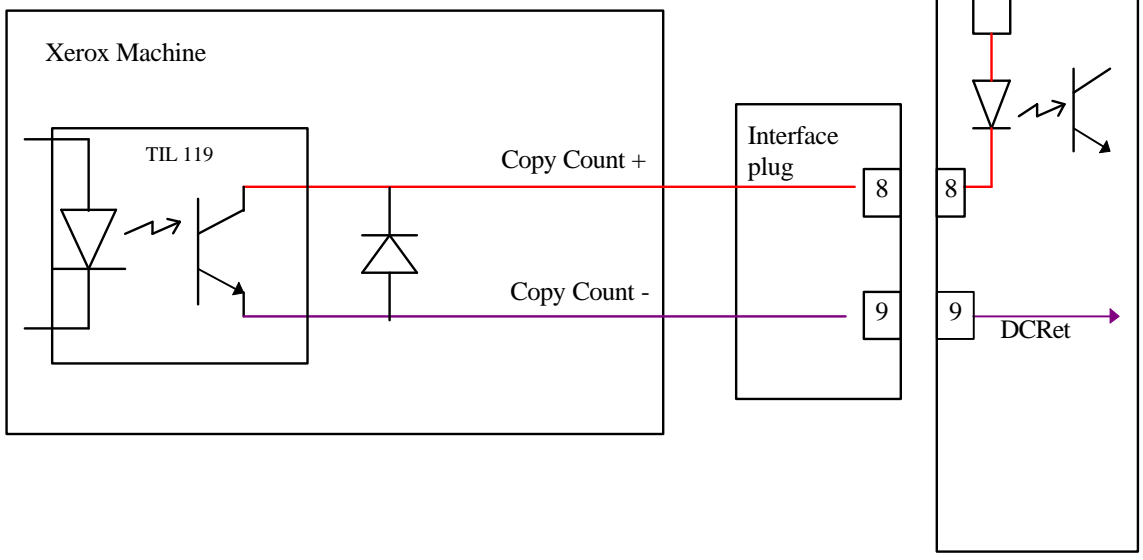 Xerox Machine
TIL 119
Copy Count +
Interface
plug
8
8
Copy Count -
9
9
DCRet